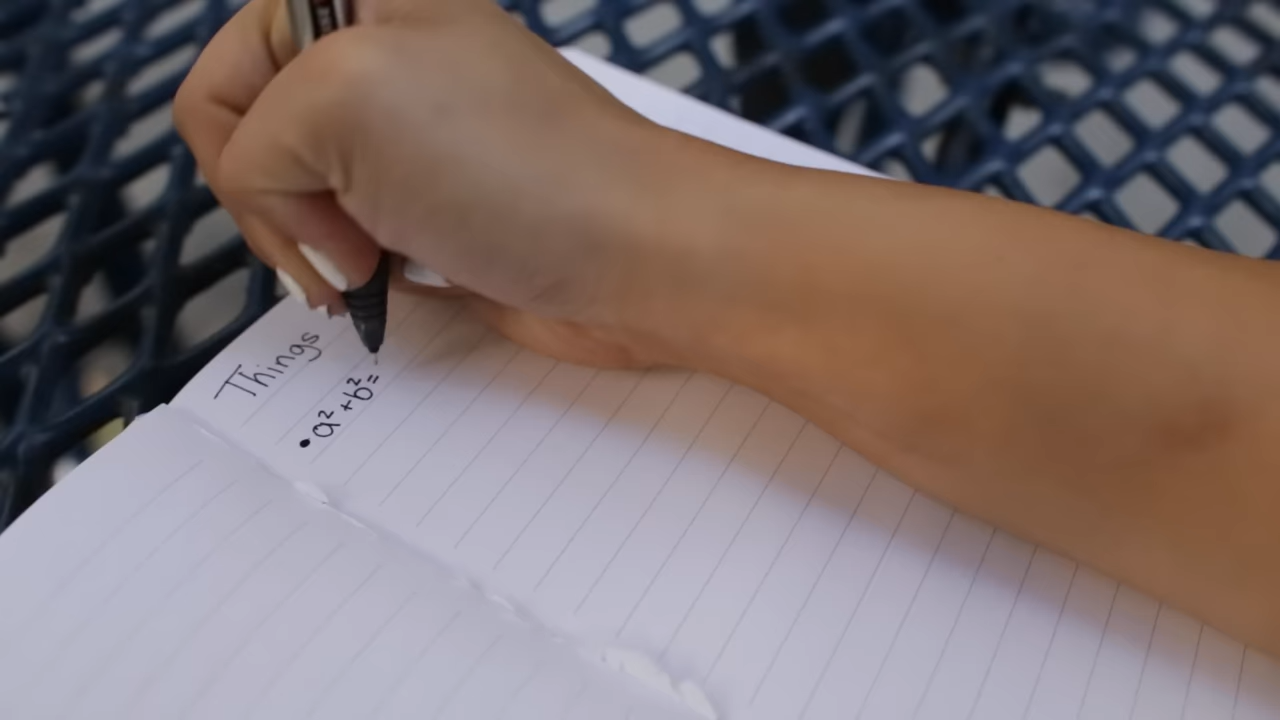 Things
• a² + b² =